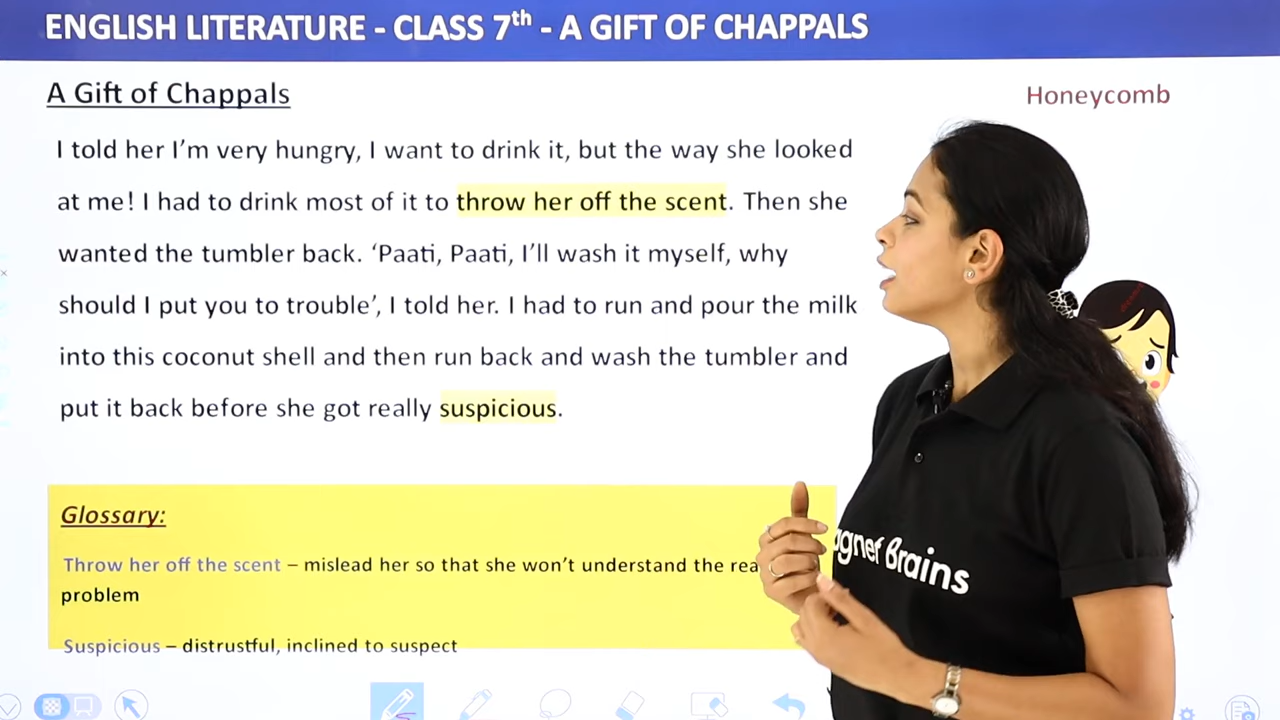 ENGLISH LITERATURE - CLASS 7th - A GIFT OF CHAPPALS
A Gift of Chappals
Honeycomb
I told her I'm very hungry, I want to drink it, but the way she looked
at me! I had to drink most of it to throw her off the scent. Then she
wanted the tumbler back. 'Paati, Paati, I'll wash it myself, why
should I put you to trouble', I told her. I had to run and pour the milk
into this coconut shell and then run back and wash the tumbler and
put it back before she got really suspicious.
Glossary:
Throw her off the scent – mislead her so that she won't understand the
problem
Suspicious – distrustful, inclined to suspect
Brains